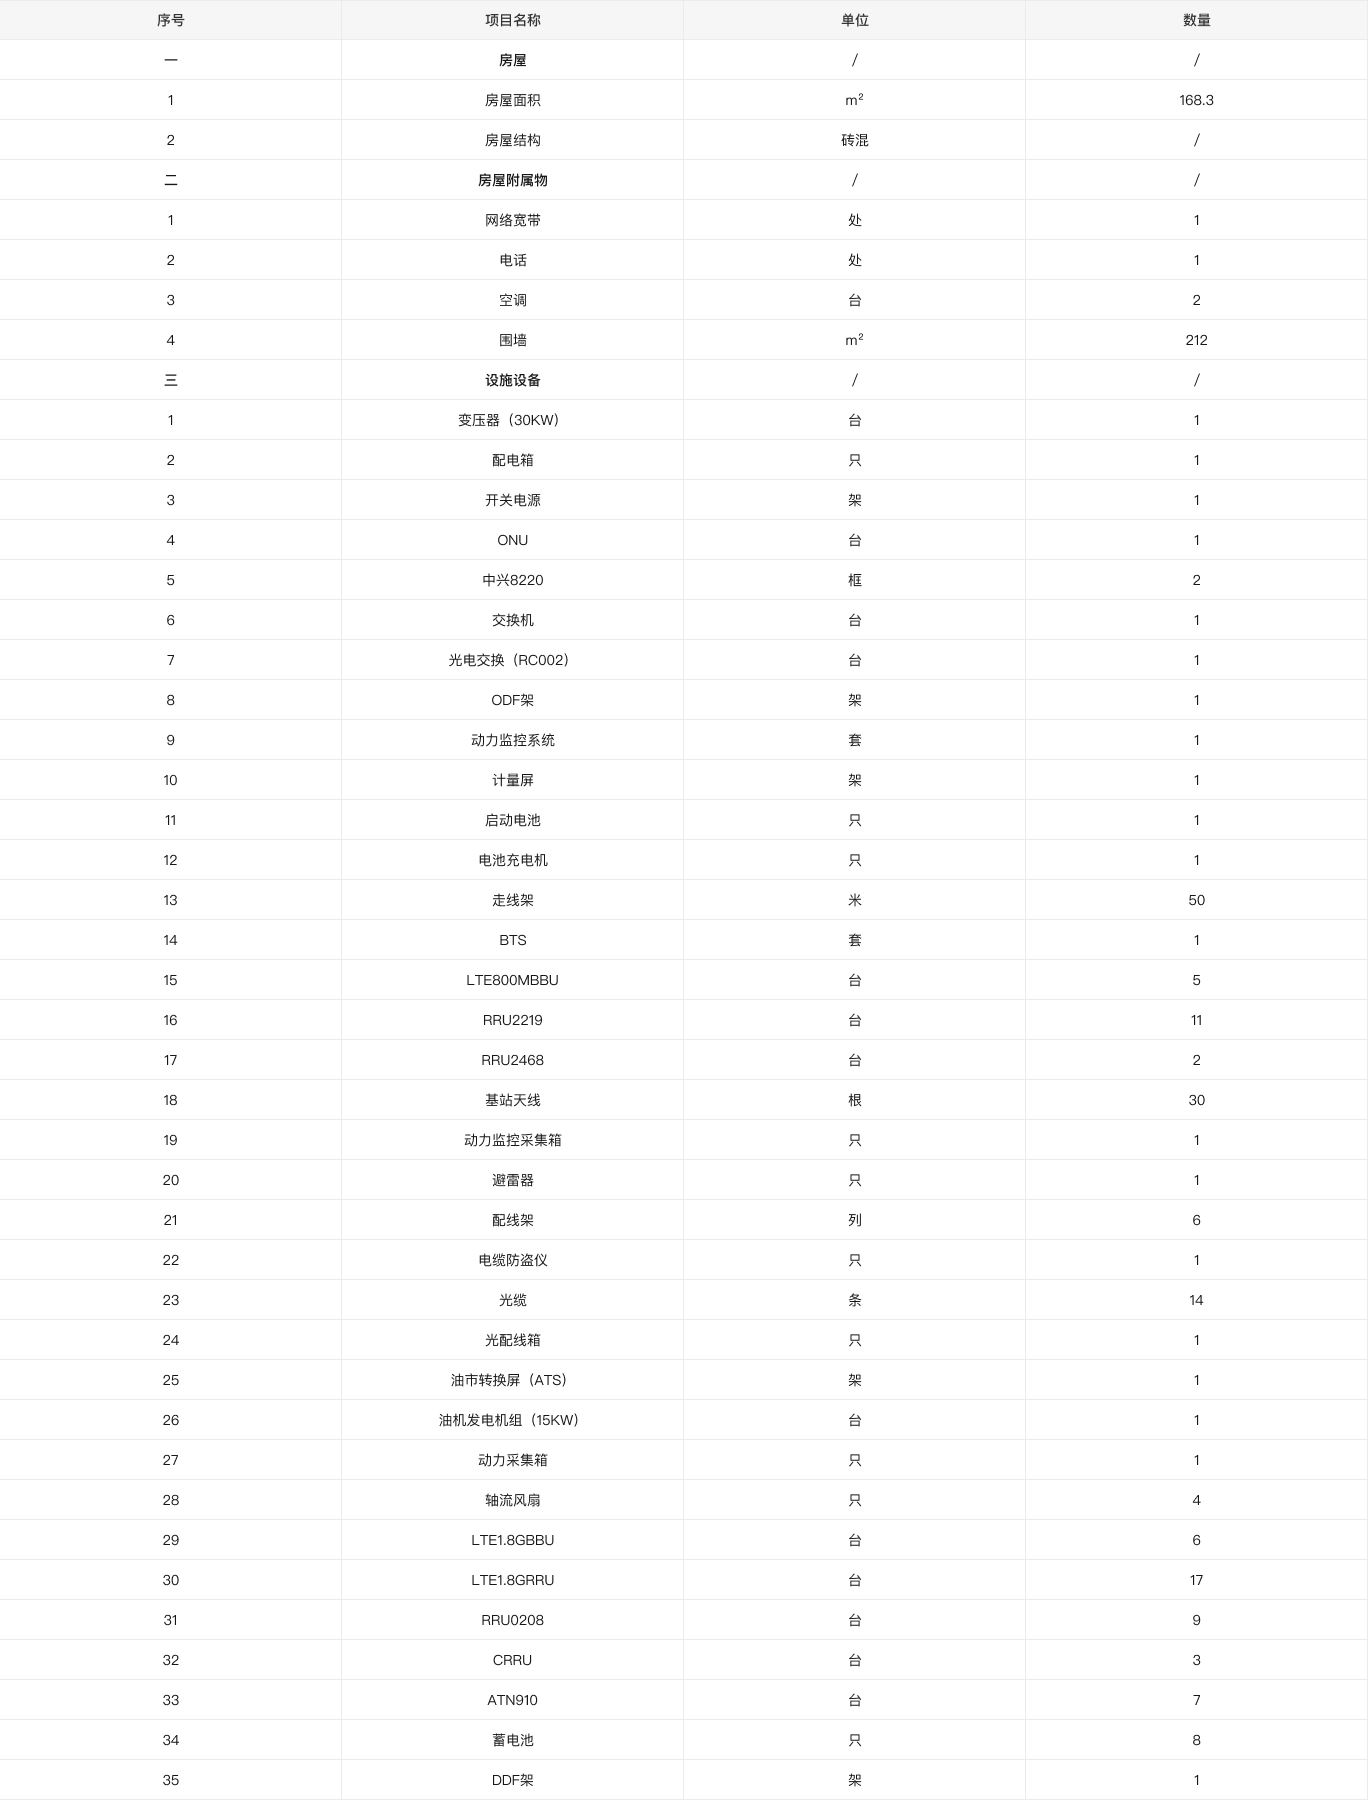 序号 项目名称 单位 数量
一 房屋 / /
1 房屋面积 m² 168.3
2 房屋结构 砖混 /
二 房屋附属物 / /
1 网络宽带 处 1
2 电话 处 1
3 空调 台 2
4 围墙 m² 212
三 设施设备 / /
1 变压器（30KW） 台 1
2 配电箱 只 1
3 开关电源 架 1
4 ONU 台 1
5 中兴8220 框 2
6 交换机 台 1
7 光电交换（RC002） 台 1
8 ODF架 架 1
9 动力监控系统 套 1
10 计量屏 架 1
11 启动电池 只 1
12 电池充电机 只 1
13 走线架 米 50
14 BTS 套 1
15 LTE800MBBU 台 5
16 RRU2219 台 11
17 RRU2468 台 2
18 基站天线 根 30
19 动力监控采集箱 只 1
20 避雷器 只 1
21 配线架 列 6
22 电缆防盗仪 只 1
23 光缆 条 14
24 光配线箱 只 1
25 油市转换屏（ATS） 架 1
26 油机发电机组（15KW） 台 1
27 动力采集箱 只 1
28 轴流风扇 只 4
29 LTE1.8GBBU 台 6
30 LTE1.8GRRU 台 17
31 RRU0208 台 9
32 CRRU 台 3
33 ATN910 台 7
34 蓄电池 只 8
35 DDF架 架 1